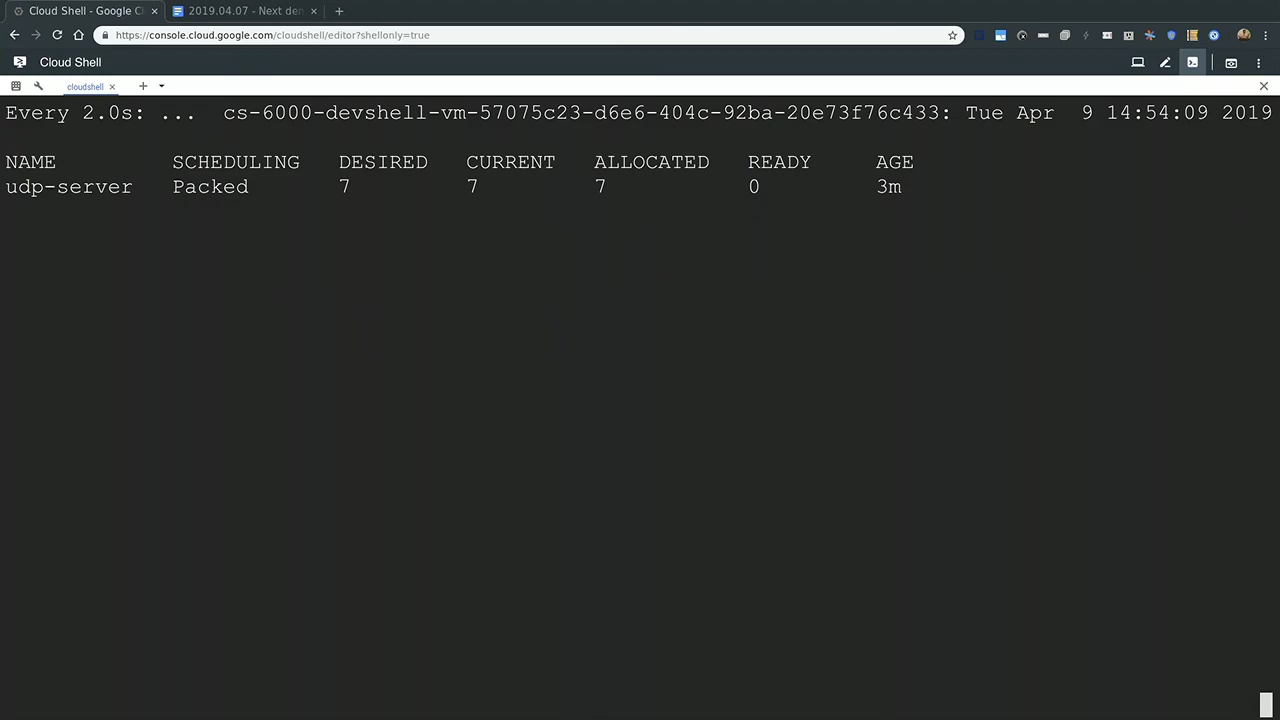 Cloud Shell - Google C
2019.04.07 - Next den
https://console.cloud.google.com/cloudshell/editor?shellonly=true
Cloud Shell
cloudshell
Every 2.0s: ... cs-6000-devshell-vm-57075c23-d6e6-404c-92ba-20e73f76c433: Tue Apr 9 14:54:09 2019
NAME SCHEDULING DESIRED CURRENT ALLOCATED READY AGE
udp-server Packed 7 7 7 0 3m